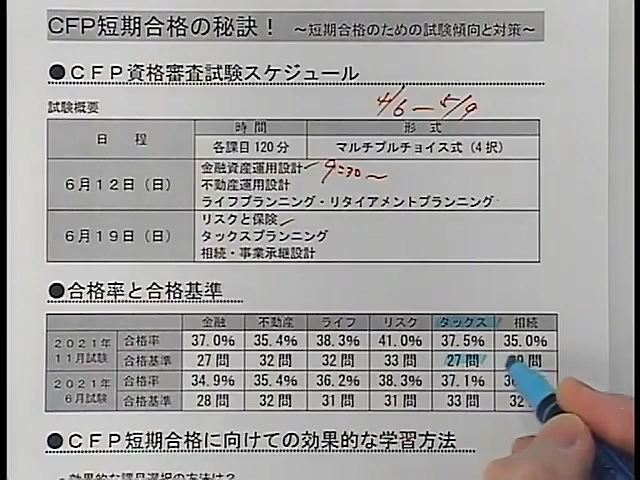 CFP短期合格の秘訣！ ～短期合格のための試験傾向と対策～
●ＣＦＰ資格審査試験スケジュール
試験概要
4/6 — 5/9
日 程 時間 形式
各課目120分 マルチプルチョイス式（4択）
６月１２日（日） 金融資産運用設計 9:30～
不動産運用設計
ライフプランニング・リタイアメントプランニング
６月１９日（日） リスクと保険
タックスプランニング
相続・事業承継設計
●合格率と合格基準
金融 不動産 ライフ リスク タックス 相続
２０２１年 １１月試験 合格率 37.0% 35.4% 38.3% 41.0% 37.5% 35.0%
合格基準 27問 32問 32問 33問 27問 問
２０２１年 ６月試験 合格率 34.9% 35.4% 36.2% 38.3% 37.1%
合格基準 28問 32問 31問 31問 33問 32
●ＣＦＰ短期合格に向けての効果的な学習方法
・効果的な課目選択の方法は？